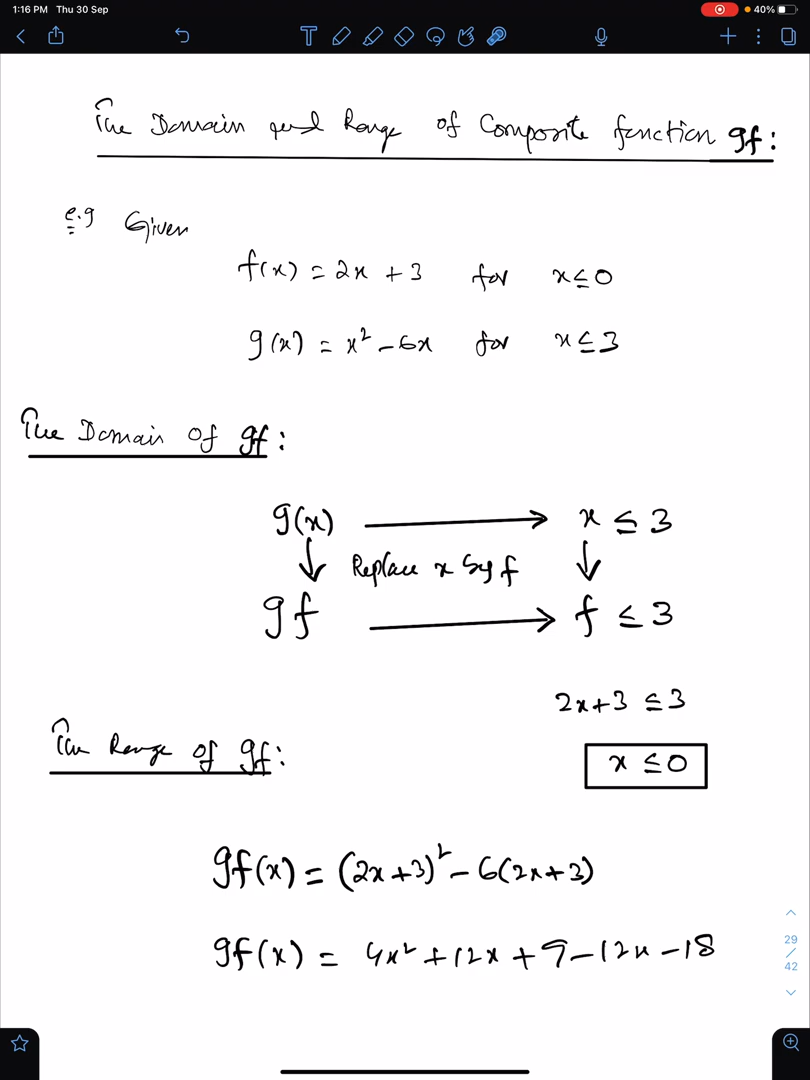 1:16 PM Thu 30 Sep 40%
The Domain and Range of Composite function gf:
e.g Given
f(x) = 2x + 3 for x ≤ 0
g(x) = x² - 6x for x ≤ 3
The Domain of gf:
g(x) → x ≤ 3
↓ Replace x by f ↓
gf → f ≤ 3
2x+3 ≤ 3
The Range of gf:
x ≤ 0
gf(x) = (2x+3)² - 6(2x+3)
29
/
42
gf(x) = 4x² + 12x + 9 - 12x - 18